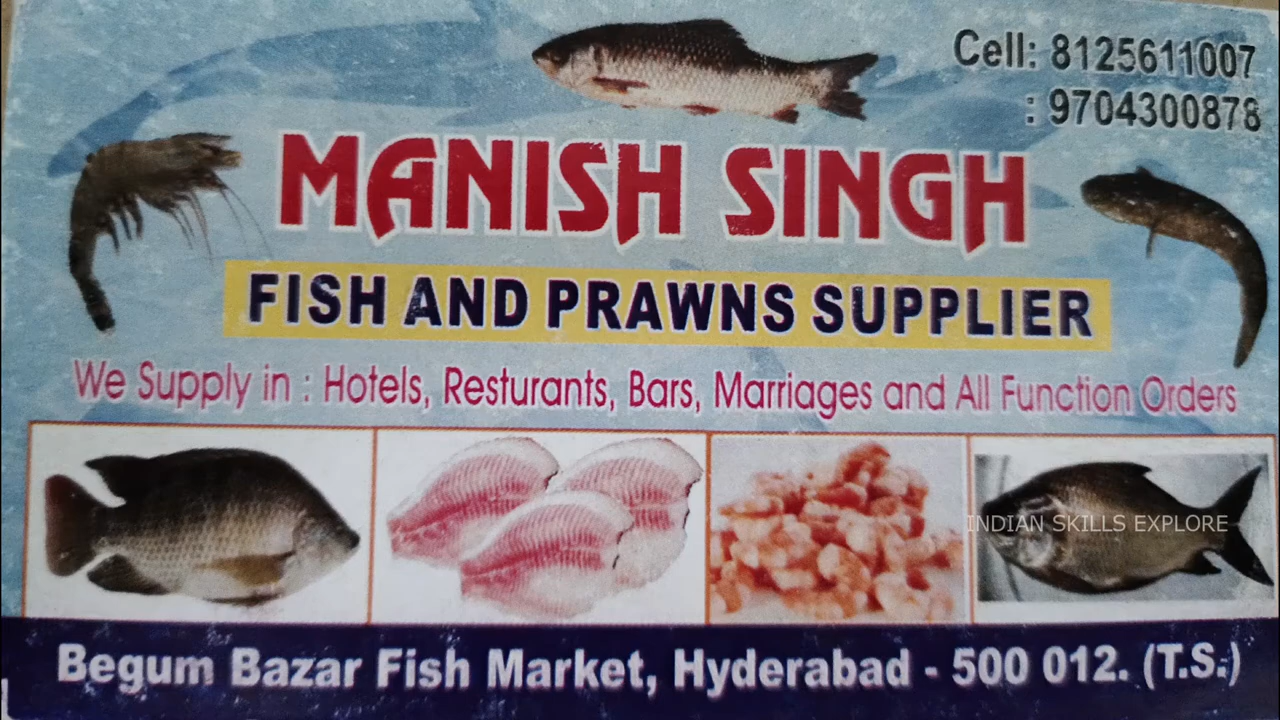 Cell: 8125611007
: 9704300878
MANISH SINGH
FISH AND PRAWNS SUPPLIER
We Supply in : Hotels, Resturants, Bars, Marriages and All Function Orders
INDIAN SKILLS EXPLORE
Begum Bazar Fish Market, Hyderabad - 500 012. (T.S.)